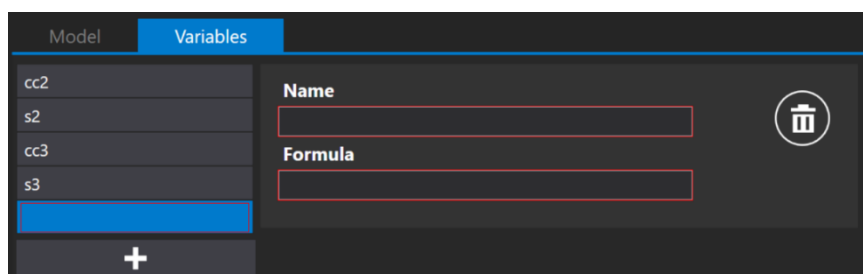 Model Variables
cc2
s2
cc3
s3
Name
Formula